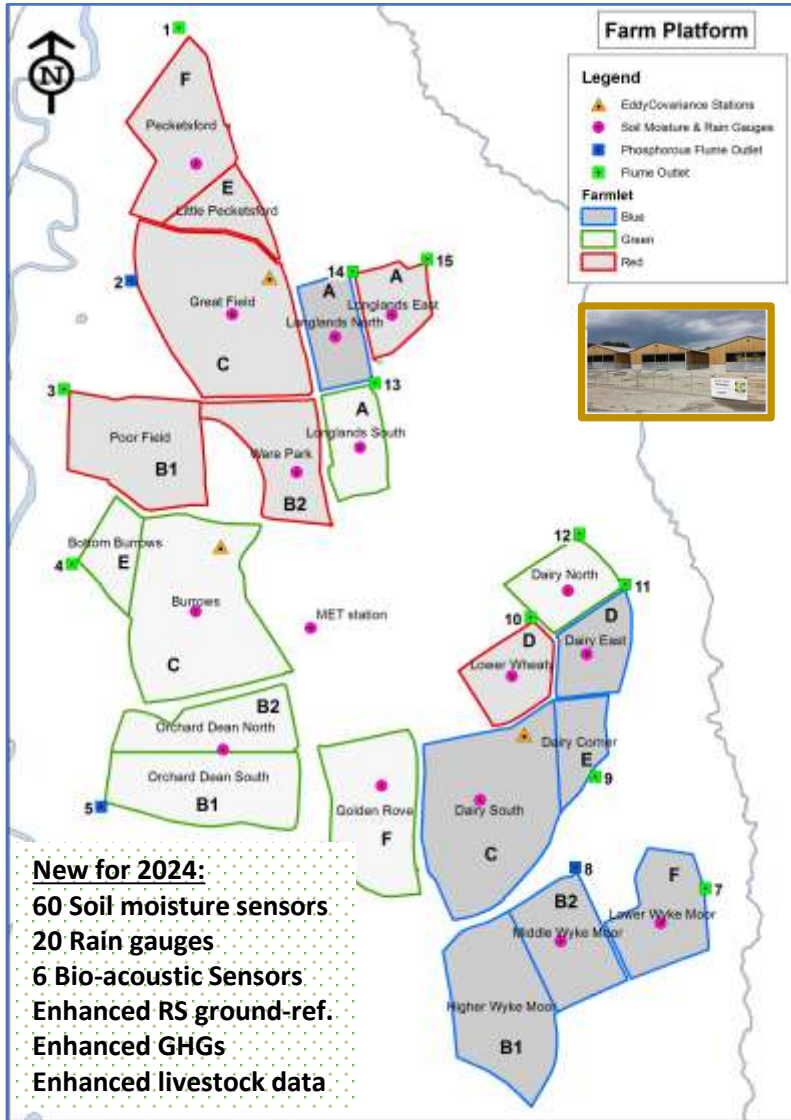 Farm Platform
Legend
EddyCovariance Stations
Soil Moisture & Rain Gauges
Phosphorous Flume Outlet
Flume Outlet
Farmlet
Blue
Green
Red
N
1
F
Pecketsford
E
Little Pecketsford
2
Great Field
C
14
A
Longlands North
15
A
Longlands East
13
A
Longlands South
3
Poor Field
B1
Ware Park
B2
Bottom Burrows
4
E
Burrows
C
MET station
12
Dairy North
11
10
D
Lower Wheaty
D
Dairy East
B2
Orchard Dean North
Orchard Dean South
5
B1
Golden Rove
F
Dairy Corner
E
9
Dairy South
C
8
B2
Middle Wyke Moor
F
7
Lower Wyke Moor
Higher Wyke Moor
B1
New for 2024:
60 Soil moisture sensors
20 Rain gauges
6 Bio-acoustic Sensors
Enhanced RS ground-ref.
Enhanced GHGs
Enhanced livestock data